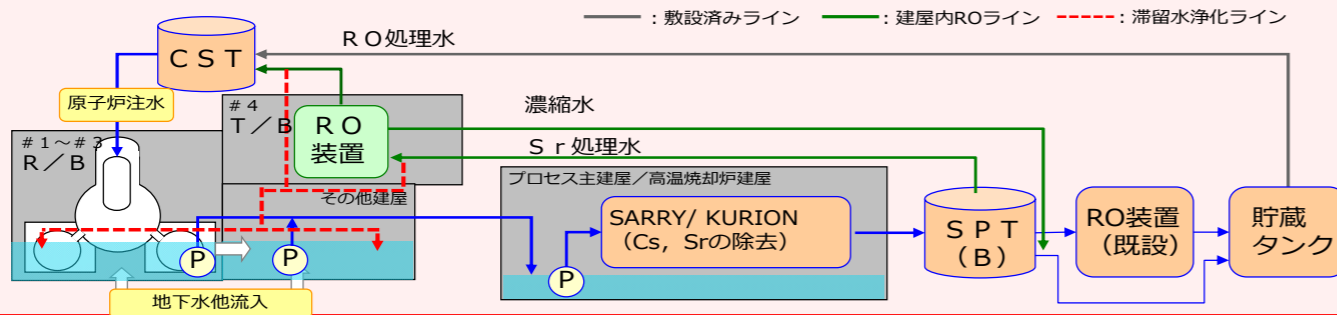 ：敷設済みライン ：建屋内ROライン ：滞留水浄化ライン
ＲＯ処理水
ＣＳＴ
原子炉注水
＃４
Ｔ／Ｂ
ＲＯ
装置
濃縮水
Ｓｒ処理水
＃１～＃３
Ｒ／Ｂ
その他建屋
プロセス主建屋／高温焼却炉建屋
SARRY/ KURION
（Cs，Srの除去）
ＳＰＴ
（Ｂ）
RO装置
（既設）
貯蔵
タンク
Ｐ
Ｐ
Ｐ
地下水他流入